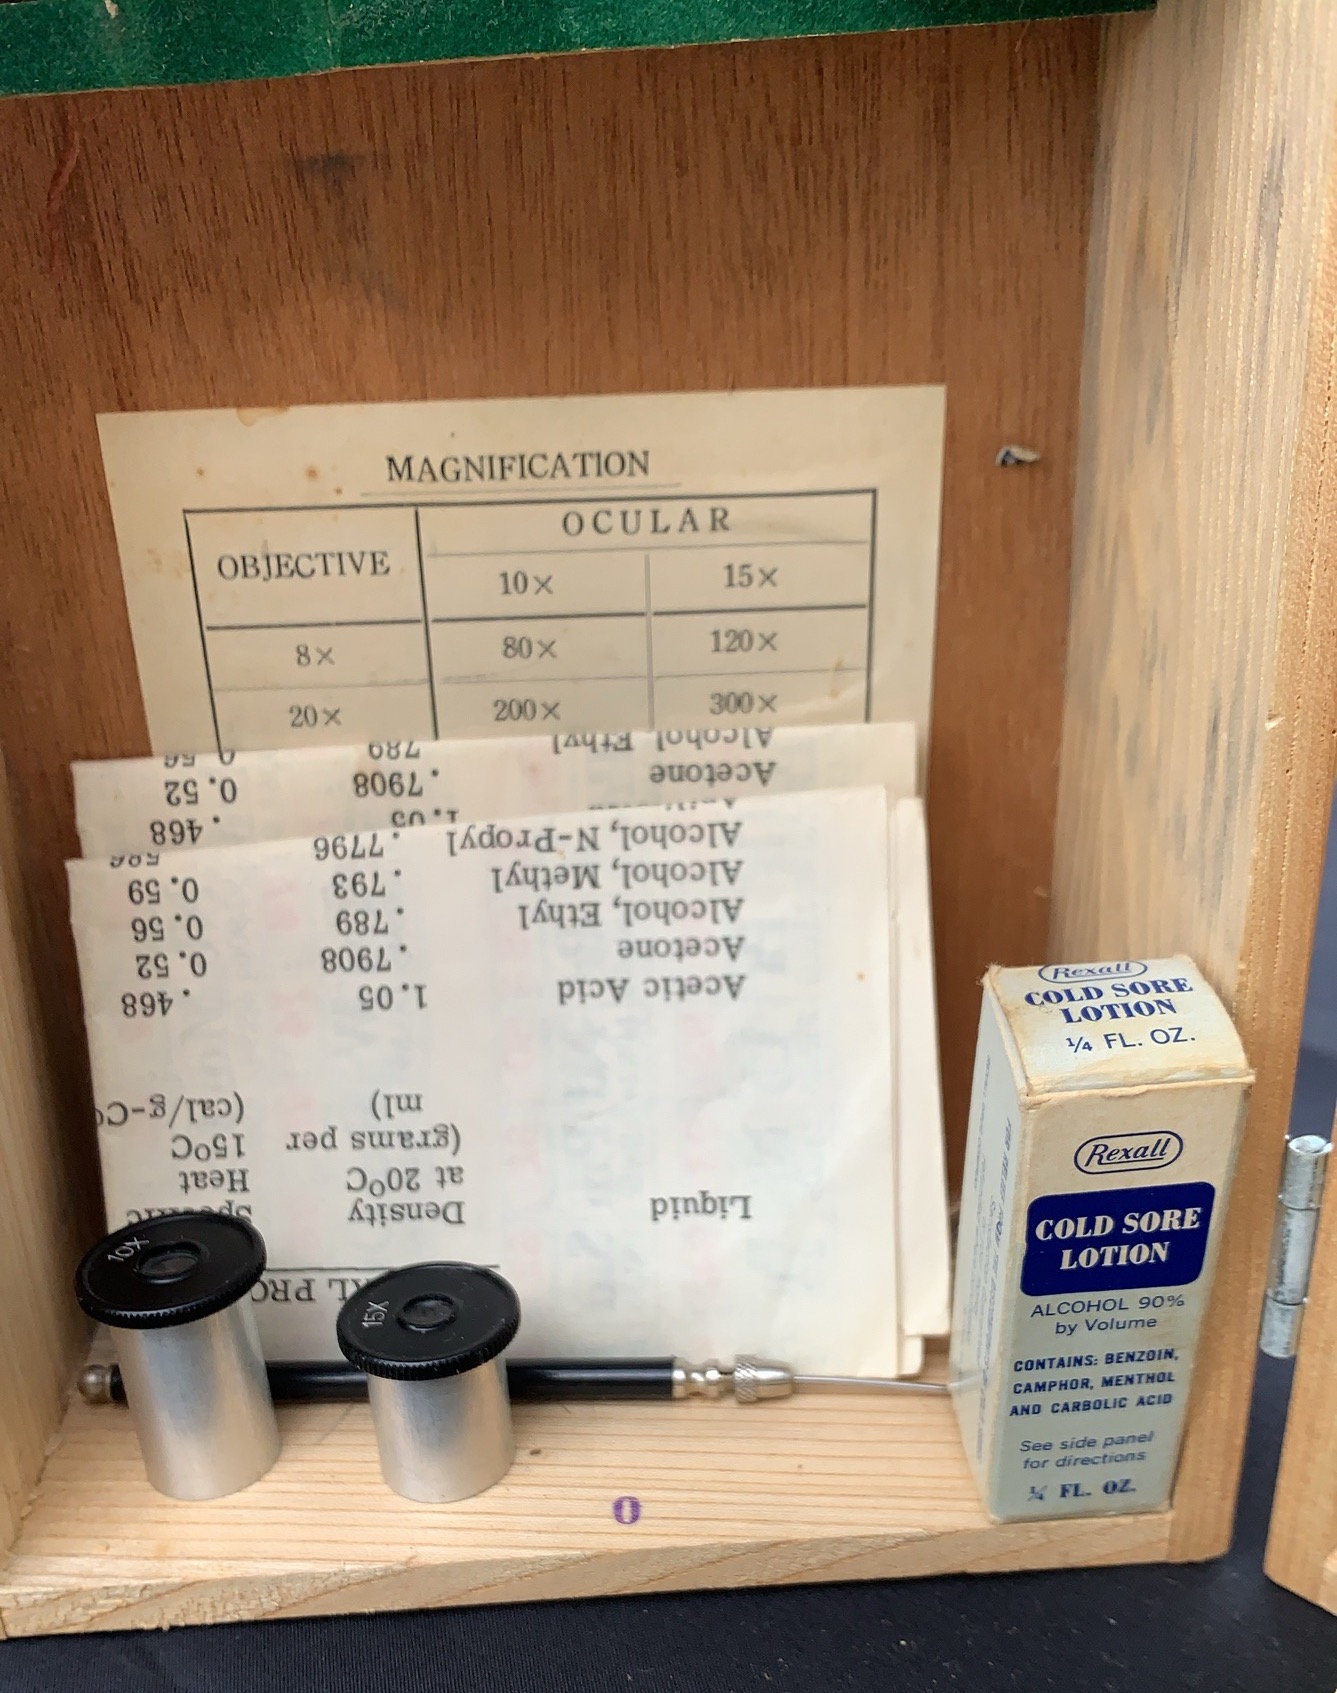 MAGNIFICATION
OBJECTIVE
OCULAR
10× 15×
8× 80× 120×
20× 200× 300×
Alcohol Ethyl 789 0 56
Acetone .7908 0.52
1.05 .468
Liquid Density at 20°C (grams per ml) Heat 15°C
Acetic Acid 1.05 .468
Acetone .7908 0.52
Alcohol, Ethyl .789 0.56
Alcohol, Methyl .793 0.59
Alcohol, N-Propyl .7796
10X
15X
0
Rexall
COLD SORE
LOTION
1/4 FL. OZ.
Rexall
COLD SORE
LOTION
ALCOHOL 90%
by Volume
CONTAINS: BENZOIN,
CAMPHOR, MENTHOL
AND CARBOLIC ACID
See side panel
for directions
1/4 FL. OZ.